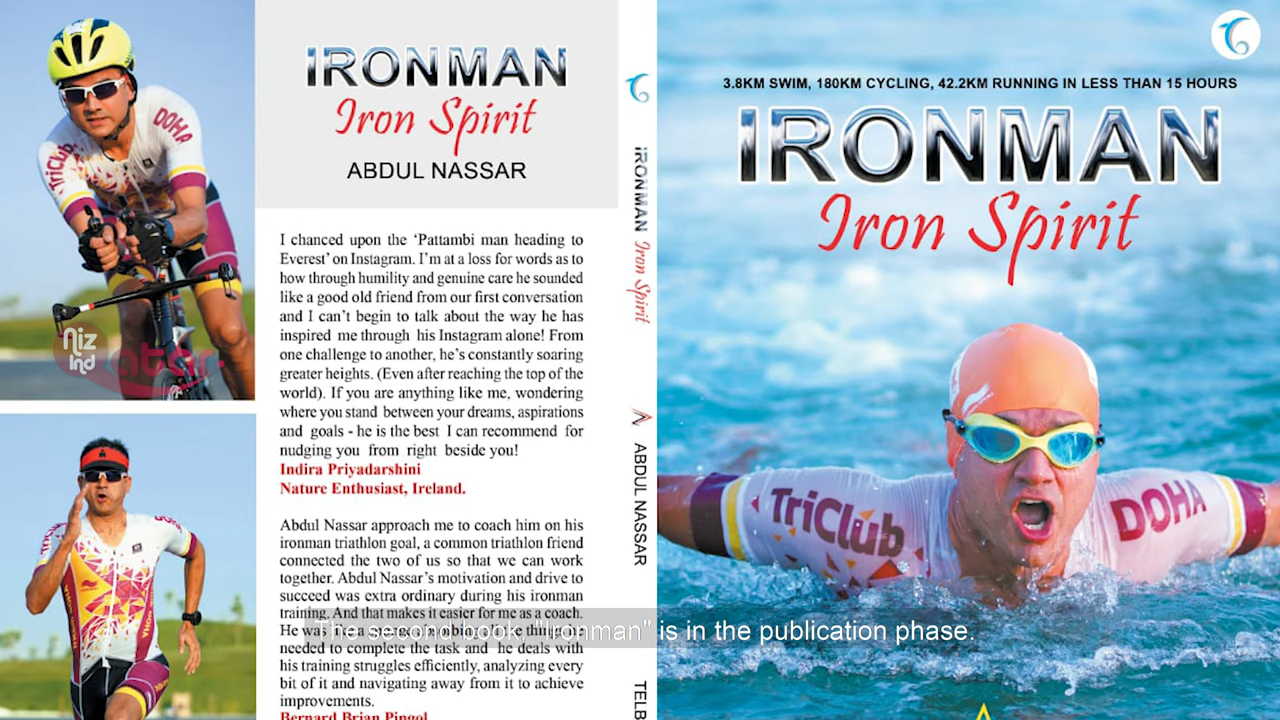 IRONMAN
Iron Spirit
ABDUL NASSAR
I chanced upon the ‘Pattambi man heading to
Everest’ on Instagram. I’m at a loss for words as to
how through humility and genuine care he sounded
like a good old friend from our first conversation
and I can’t begin to talk about the way he has
inspired me through his Instagram alone! From
one challenge to another, he’s constantly soaring
greater heights. (Even after reaching the top of the
world). If you are anything like me, wondering
where you stand between your dreams, aspirations
and goals - he is the best I can recommend for
nudging you from right beside you!
Indira Priyadarshini
Nature Enthusiast, Ireland.
Abdul Nassar approach me to coach him on his
ironman triathlon goal, a common triathlon friend
connected the two of us so that we can work
together. Abdul Nassar’s motivation and drive to
succeed was extra ordinary during his ironman
training. And that makes it easier for me as a coach.
He was
needed to complete the task and he deals with
his training struggles efficiently, analyzing every
bit of it and navigating away from it to achieve
improvements.
Bernard Brian Pingol
TriClub
DOHA
Niz
Ind
atar
IRONMAN Iron Spirit
ABDUL NASSAR
TELB
3.8KM SWIM, 180KM CYCLING, 42.2KM RUNNING IN LESS THAN 15 HOURS
IRONMAN
Iron Spirit
TriClub
DOHA
The second book, "Ironman" is in the publication phase.